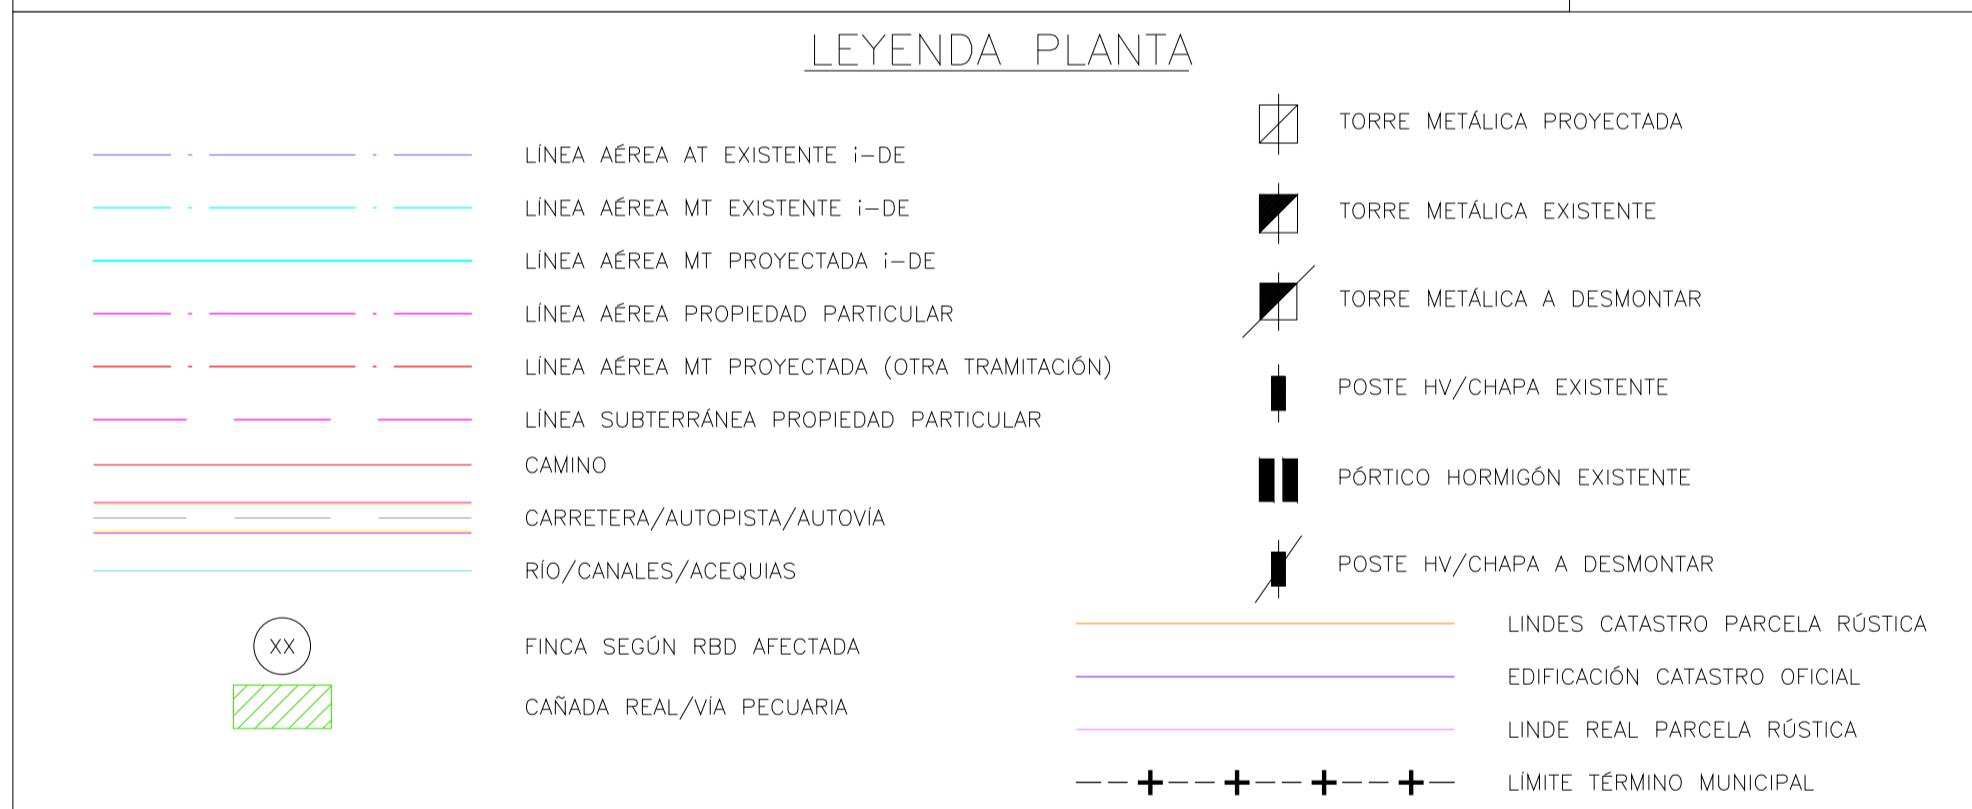 LEYENDA PLANTA
LÍNEA AÉREA AT EXISTENTE i-DE
LÍNEA AÉREA MT EXISTENTE i-DE
LÍNEA AÉREA MT PROYECTADA i-DE
LÍNEA AÉREA PROPIEDAD PARTICULAR
LÍNEA AÉREA MT PROYECTADA (OTRA TRAMITACIÓN)
LÍNEA SUBTERRÁNEA PROPIEDAD PARTICULAR
CAMINO
CARRETERA/AUTOPISTA/AUTOVÍA
RÍO/CANALES/ACEQUIAS
XX FINCA SEGÚN RBD AFECTADA
CAÑADA REAL/VÍA PECUARIA
TORRE METÁLICA PROYECTADA
TORRE METÁLICA EXISTENTE
TORRE METÁLICA A DESMONTAR
POSTE HV/CHAPA EXISTENTE
PÓRTICO HORMIGÓN EXISTENTE
POSTE HV/CHAPA A DESMONTAR
LINDES CATASTRO PARCELA RÚSTICA
EDIFICACIÓN CATASTRO OFICIAL
LINDE REAL PARCELA RÚSTICA
LÍMITE TÉRMINO MUNICIPAL